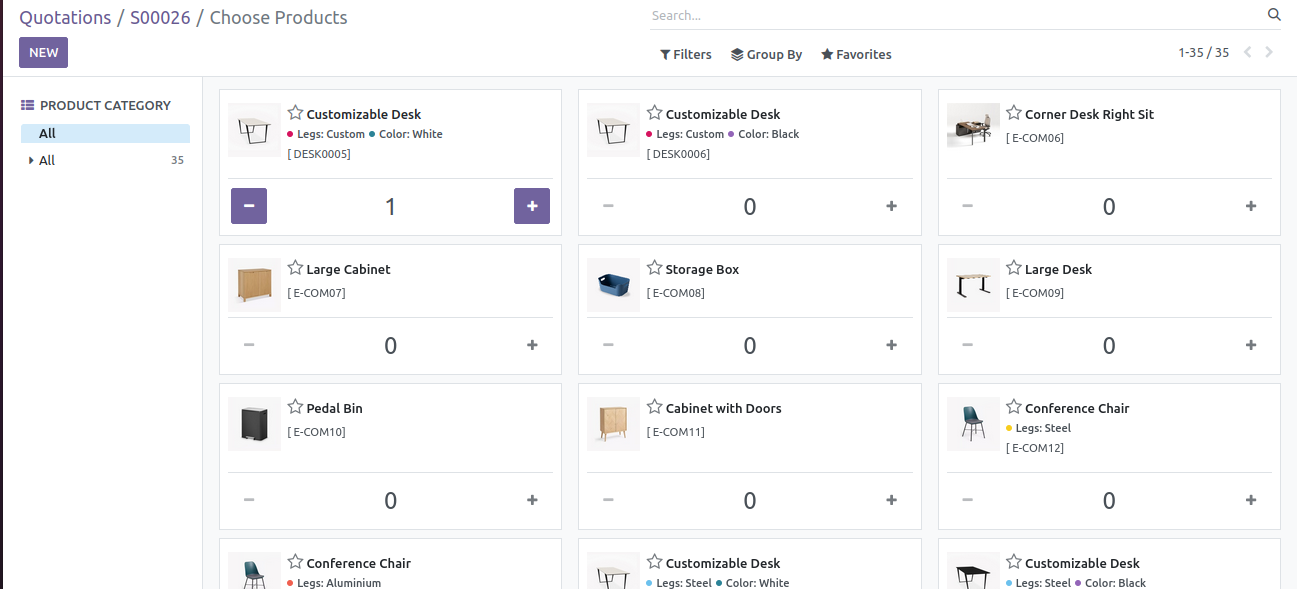 Quotations / S00026 / Choose Products
Search...
NEW
Filters
Group By
Favorites
1-35 / 35
PRODUCT CATEGORY
All
All
35
Customizable Desk
Legs: Custom
Color: White
[ DESK0005]
1
Customizable Desk
Legs: Custom
Color: Black
[ DESK0006]
0
Corner Desk Right Sit
[ E-COM06]
0
Large Cabinet
[ E-COM07]
0
Storage Box
[ E-COM08]
0
Large Desk
[ E-COM09]
0
Pedal Bin
[ E-COM10]
0
Cabinet with Doors
[ E-COM11]
0
Conference Chair
Legs: Steel
[ E-COM12]
0
Conference Chair
Legs: Aluminium
Customizable Desk
Legs: Steel
Color: White
Customizable Desk
Legs: Steel
Color: Black